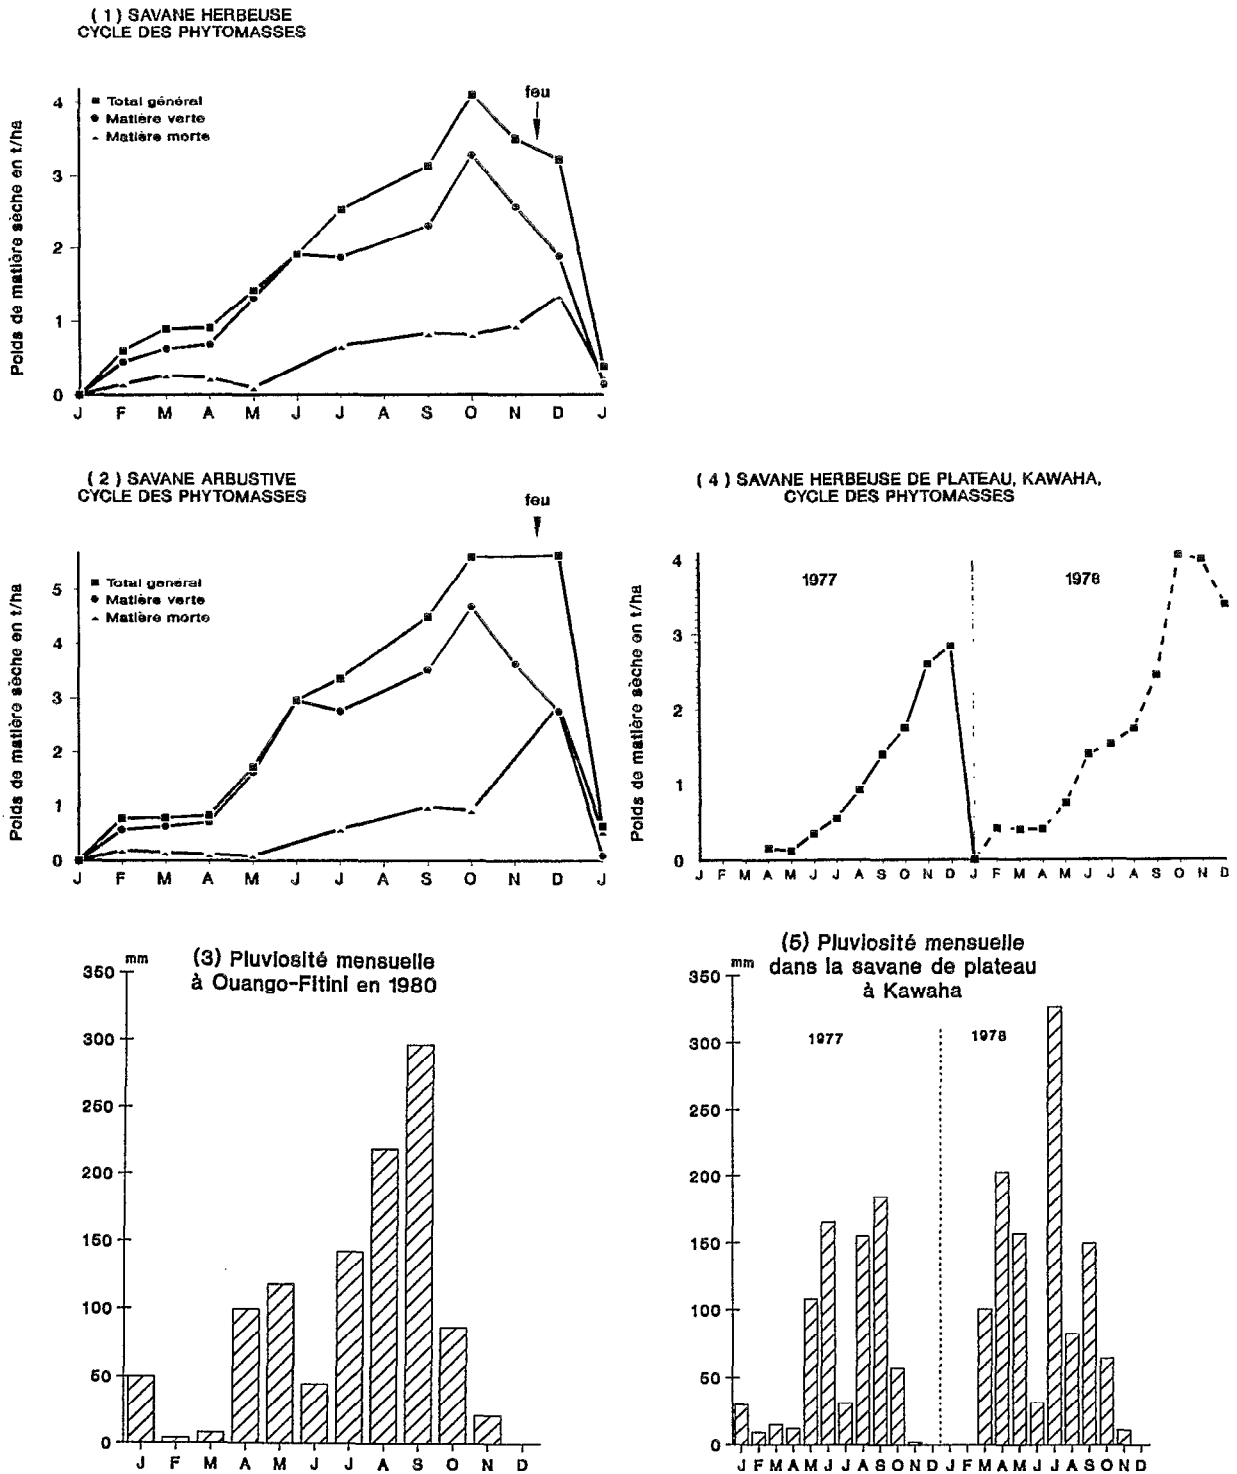 ( 1 ) SAVANE HERBEUSE
CYCLE DES PHYTOMASSES
Poids de matière sèche en t/ha
4
3
2
1
0
Total général
Matière verte
Matière morte
feu
J F M A M J J A S O N D J
( 2 ) SAVANE ARBUSTIVE
CYCLE DES PHYTOMASSES
Poids de matière sèche en t/ha
5
4
3
2
1
0
Total général
Matière verte
Matière morte
feu
J F M A M J J A S O N D J
( 4 ) SAVANE HERBEUSE DE PLATEAU, KAWAHA,
CYCLE DES PHYTOMASSES
Poids de matière sèche en t/ha
4
3
2
1
0
1977
1978
J F M A M J J A S O N D J F M A M J J A S O N D
(3) Pluviosité mensuelle
à Ouango-Fitini en 1980
mm
350
300
250
200
150
100
50
0
J F M A M J J A S O N D
(5) Pluviosité mensuelle
dans la savane de plateau
à Kawaha
mm
350
300
250
200
150
100
50
0
1977
1978
J F M A M J J A S O N D J F M A M J J A S O N D